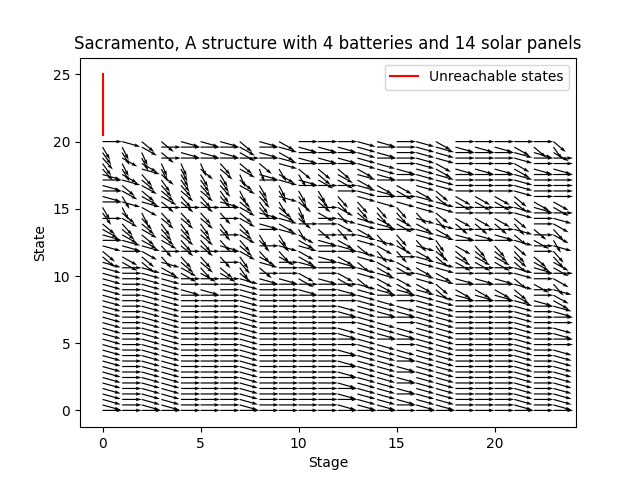 Sacramento, A structure with 4 batteries and 14 solar panels
Unreachable states
25
20
15
10
5
0
State
0 5 10 15 20
Stage